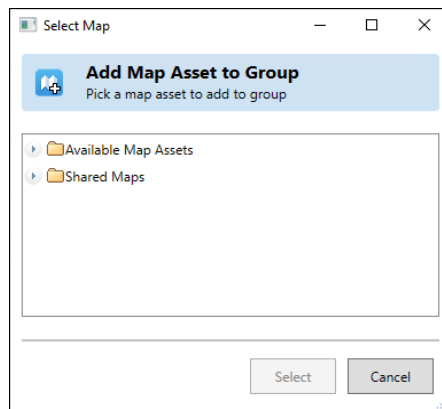 Select Map
Add Map Asset to Group
Pick a map asset to add to group
Available Map Assets
Shared Maps
Select
Cancel